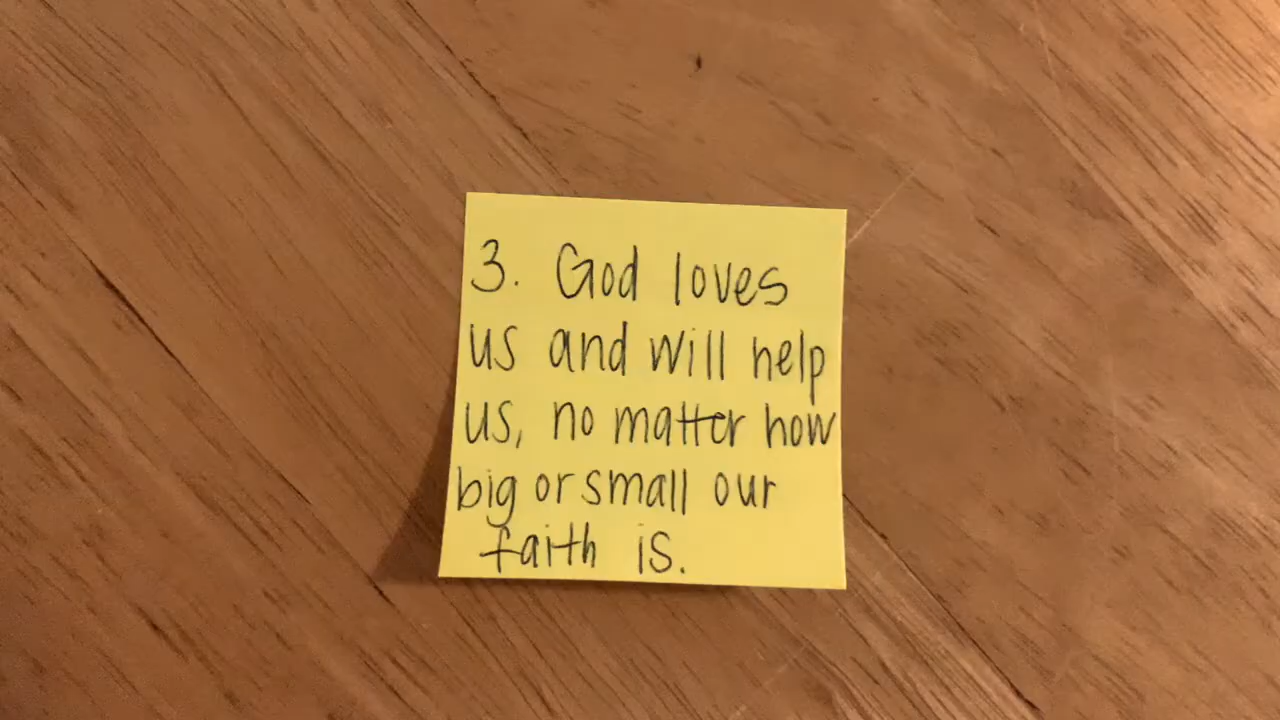 3. God loves
us and will help
us, no matter how
big or small our
faith is.